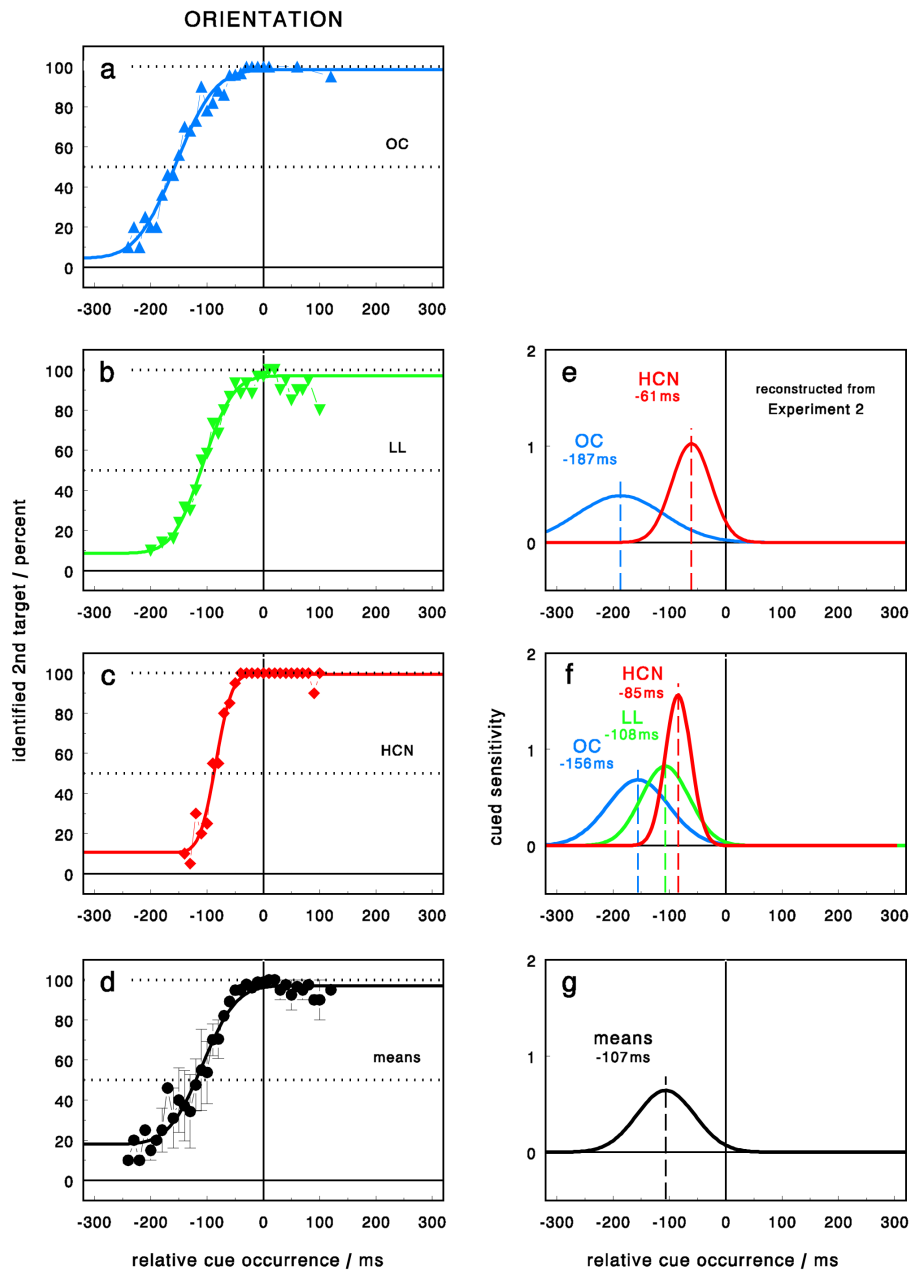 ORIENTATION
identified 2nd target / percent
a
OC
100
80
60
40
20
0
-300 -200 -100 0 100 200 300
b
LL
100
80
60
40
20
0
-300 -200 -100 0 100 200 300
c
HCN
100
80
60
40
20
0
-300 -200 -100 0 100 200 300
d
means
100
80
60
40
20
0
-300 -200 -100 0 100 200 300
relative cue occurrence / ms
cued sensitivity
e
HCN
-61ms
OC
-187ms
reconstructed from
Experiment 2
2
1
0
-300 -200 -100 0 100 200 300
f
HCN
-85ms
LL
-108ms
OC
-156ms
2
1
0
-300 -200 -100 0 100 200 300
g
means
-107ms
2
1
0
-300 -200 -100 0 100 200 300
relative cue occurrence / ms